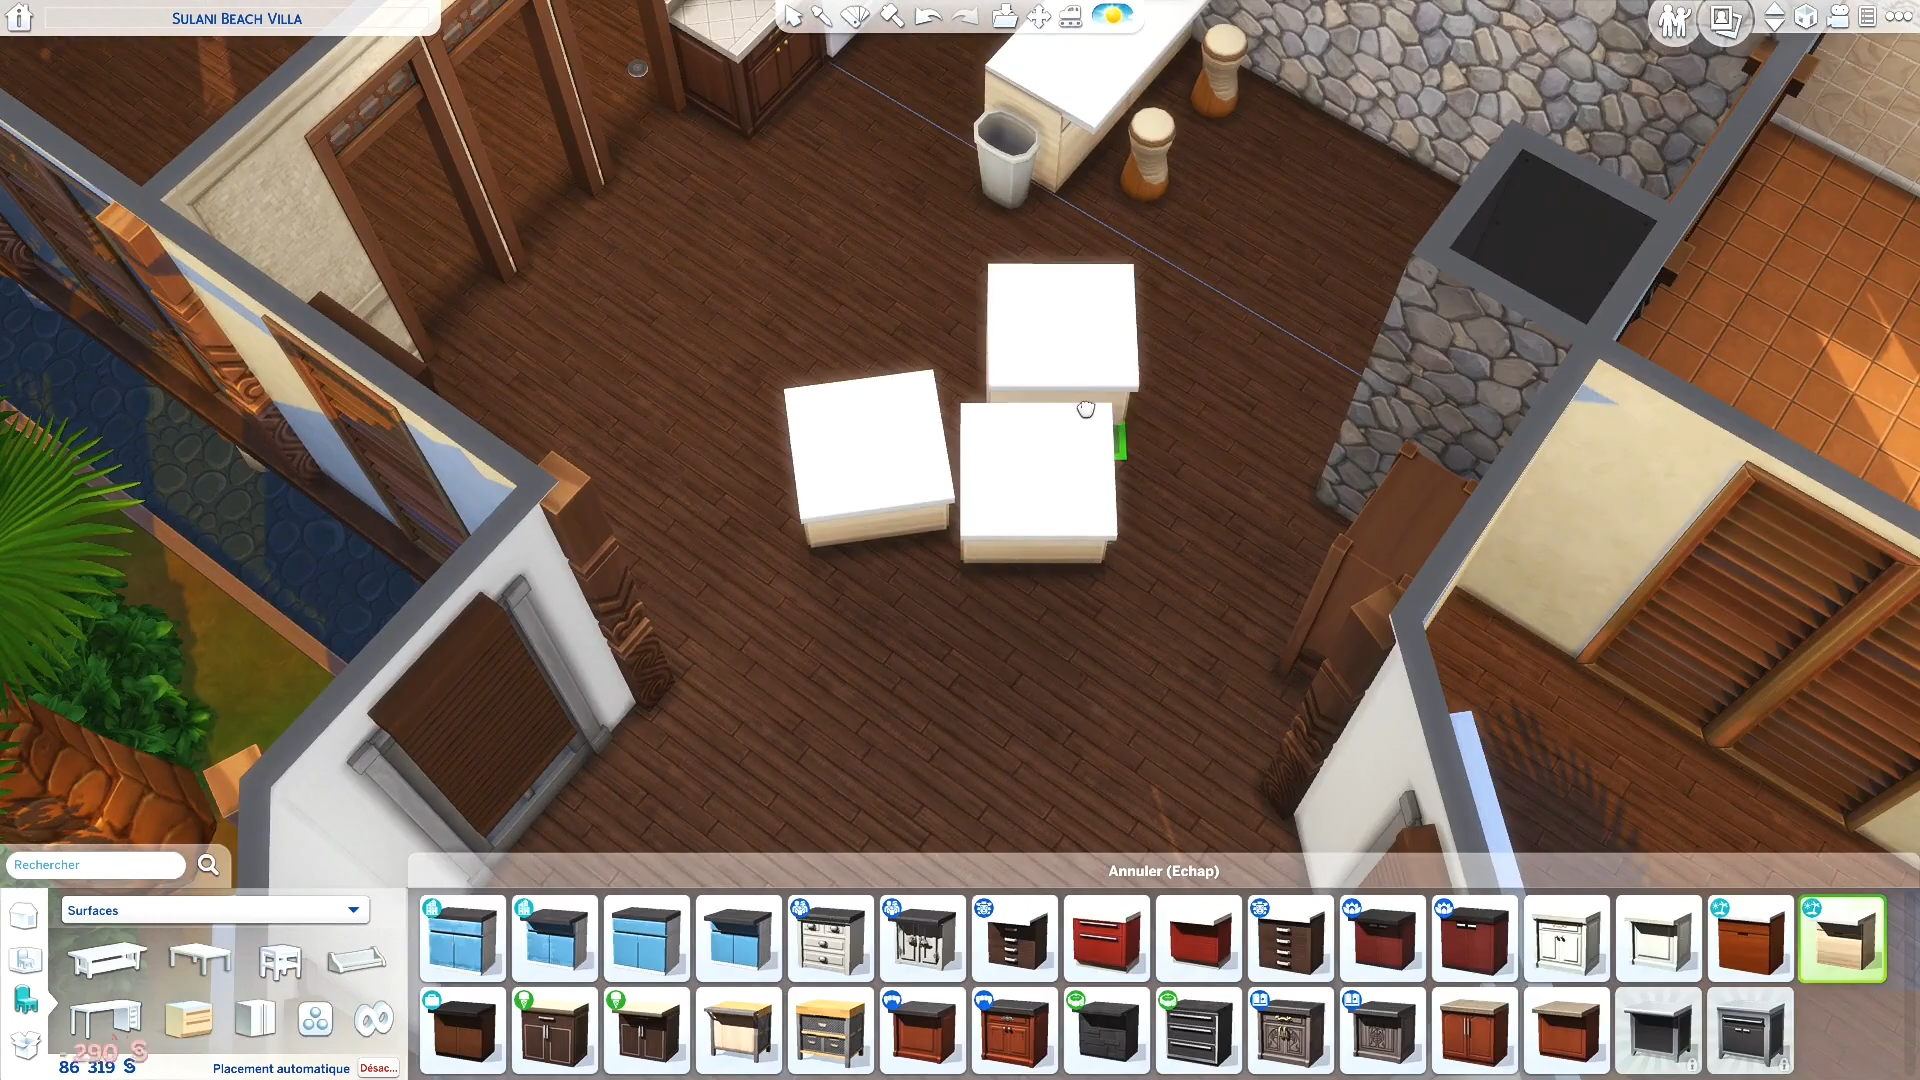 SULANI BEACH VILLA
Annuler (Echap)
Rechercher
Surfaces
- 290 §
86 319 §
Placement automatique
Désac...